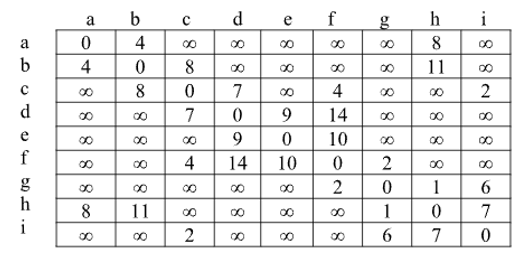 a b c d e f g h i
a 0 4 ∞ ∞ ∞ ∞ ∞ 8 ∞
b 4 0 8 ∞ ∞ ∞ ∞ 11 ∞
c ∞ 8 0 7 ∞ 4 ∞ ∞ 2
d ∞ ∞ 7 0 9 14 ∞ ∞ ∞
e ∞ ∞ ∞ 9 0 10 ∞ ∞ ∞
f ∞ ∞ 4 14 10 0 2 ∞ ∞
g ∞ ∞ ∞ ∞ ∞ 2 0 1 6
h 8 11 ∞ ∞ ∞ ∞ 1 0 7
i ∞ ∞ 2 ∞ ∞ ∞ 6 7 0